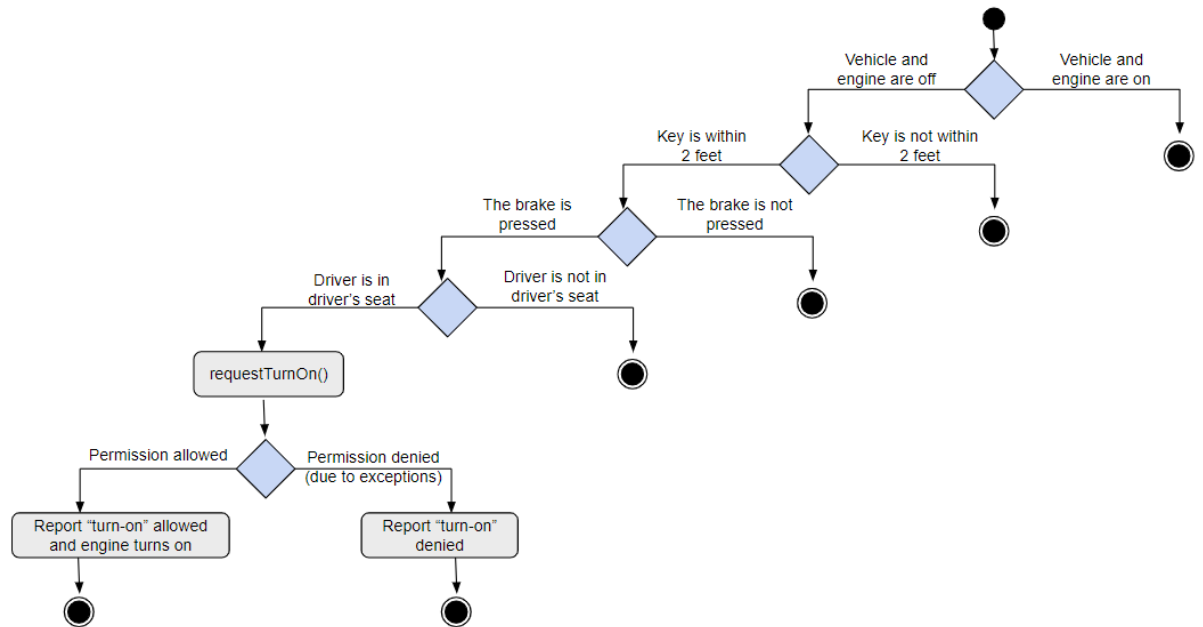 Vehicle and
engine are off
Vehicle and
engine are on
Key is within
2 feet
Key is not within
2 feet
The brake is
pressed
The brake is not
pressed
Driver is in
driver’s seat
Driver is not in
driver’s seat
requestTurnOn()
Permission allowed
Permission denied
(due to exceptions)
Report “turn-on” allowed
and engine turns on
Report “turn-on”
denied